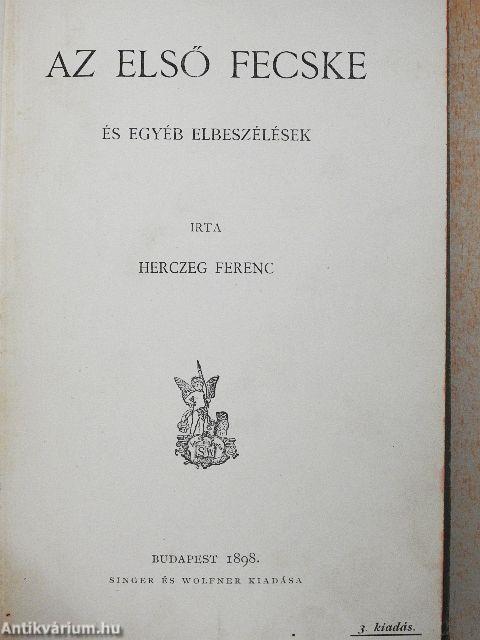 AZ ELSŐ FECSKE
ÉS EGYÉB ELBESZÉLÉSEK
IRTA
HERCZEG FERENC
SW
BUDAPEST 1898.
SINGER ÉS WOLFNER KIADÁSA
3. kiadás.
Antikvárium.hu